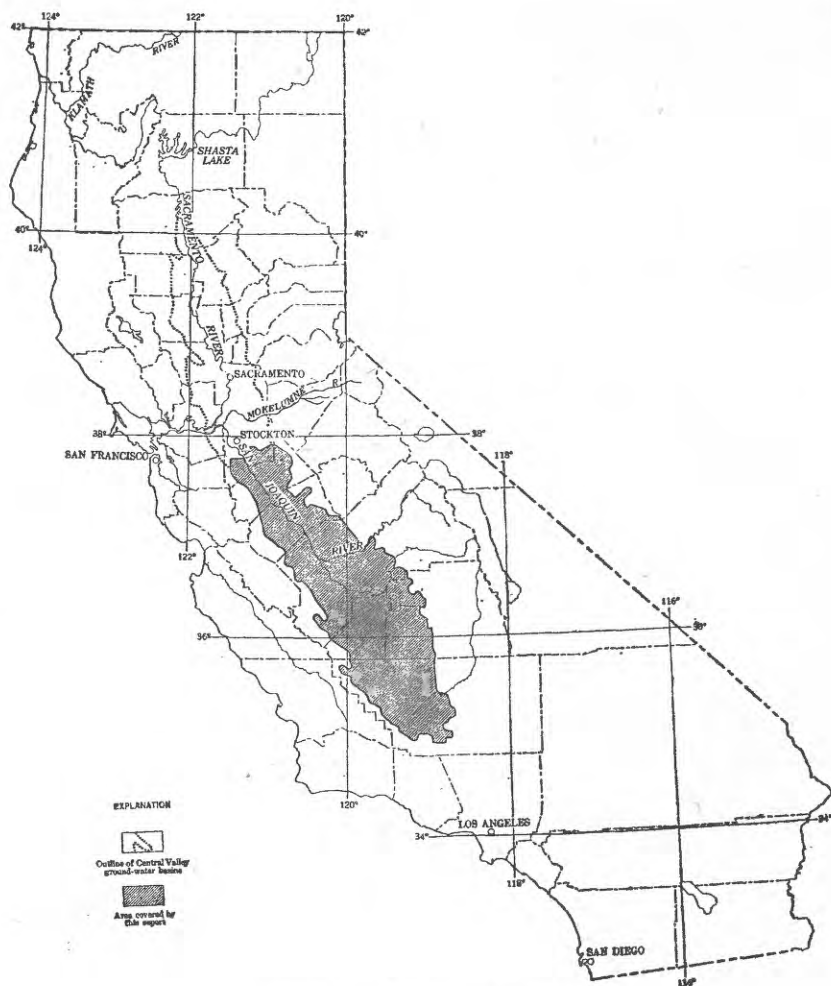 124°
122°
120°
42°
42°
KLAMATH
RIVER
SHASTA
LAKE
SACRAMENTO
RIVER
40°
40°
124°
SACRAMENTO
MOKELUMNE R.
38°
STOCKTON
38°
SAN FRANCISCO
118°
SAN
JOAQUIN
RIVER
122°
116°
36°
36°
120°
EXPLANATION
Outline of Central Valley
ground-water basins
Area covered by
this report
LOS ANGELES
34°
34°
118°
SAN DIEGO
116°